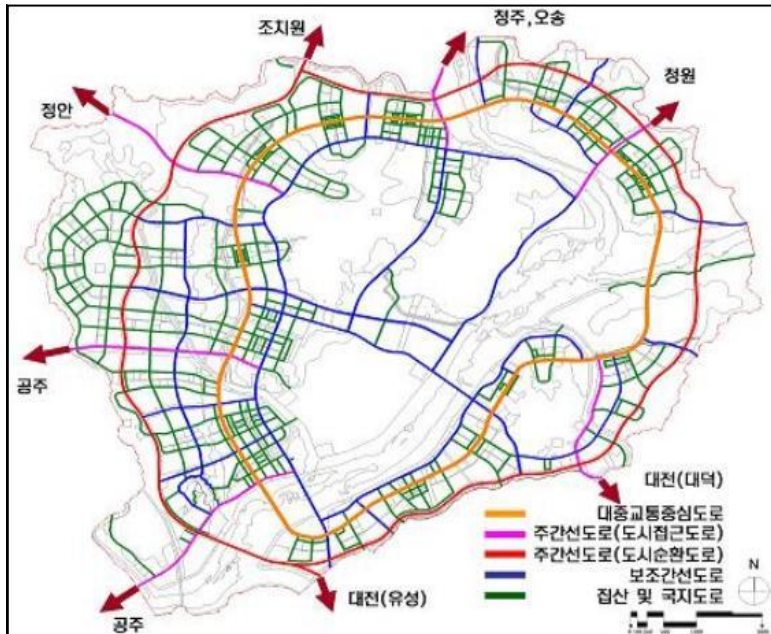 조치원
청주,오송
청원
정안
공주
공주
대전(유성)
대전(대덕)
대중교통중심도로
주간선도로(도시접근도로)
주간선도로(도시순환도로)
보조간선도로
집산 및 국지도로
N